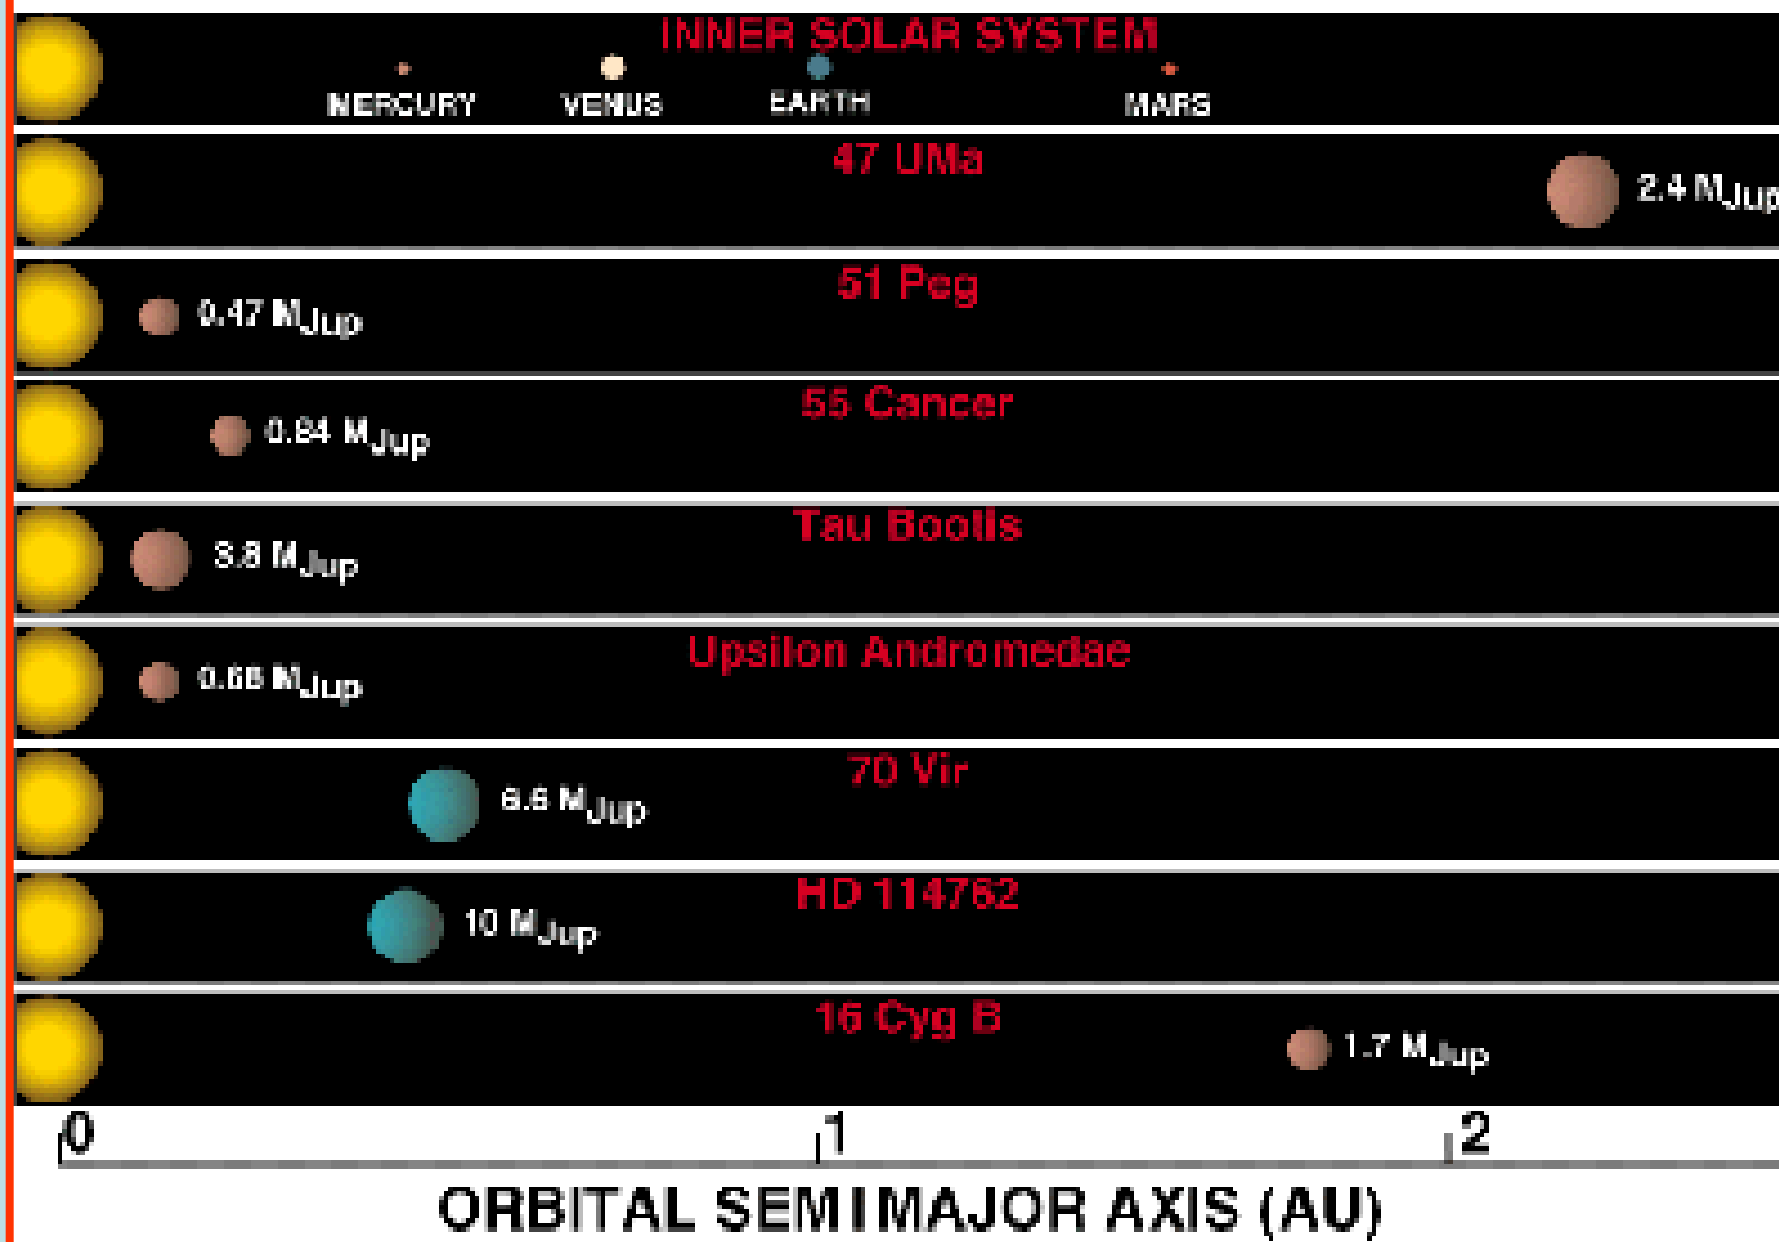 INNER SOLAR SYSTEM
MERCURY VENUS EARTH MARS
47 UMa
2.4 MJup
51 Peg
0.47 MJup
55 Cancer
0.84 MJup
Tau Bootis
3.8 MJup
Upsilon Andromedae
0.68 MJup
70 Vir
6.6 MJup
HD 114762
10 MJup
16 Cyg B
1.7 MJup
0 1 2
ORBITAL SEMIMAJOR AXIS (AU)